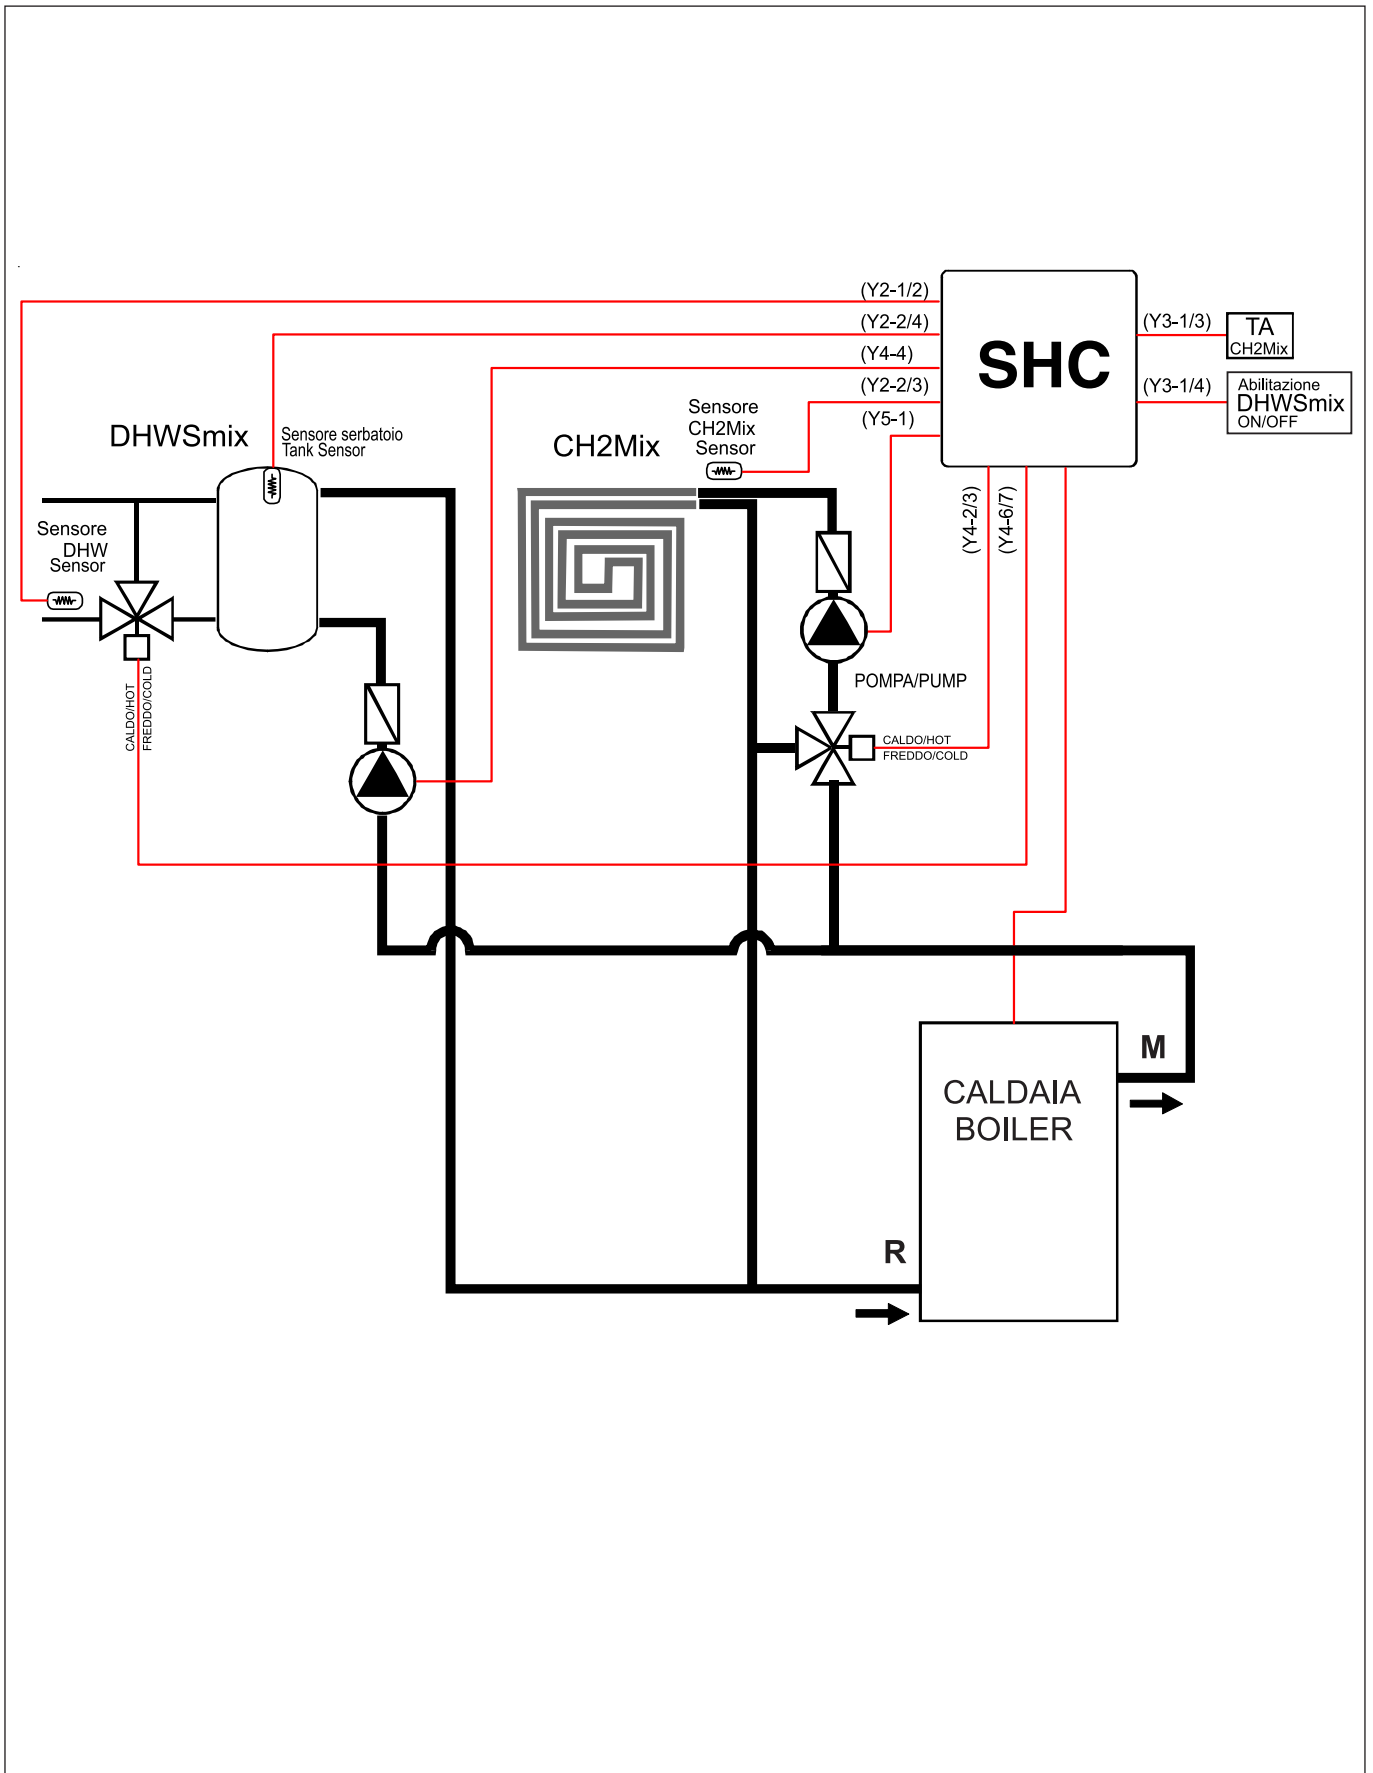 (Y2-1/2)
(Y2-2/4)
(Y4-4)
(Y2-2/3)
(Y5-1)
SHC
(Y3-1/3)
TA
CH2Mix
(Y3-1/4)
Abilitazione
DHWSmix
ON/OFF
DHWSmix
Sensore serbatoio
Tank Sensor
CH2Mix
Sensore
CH2Mix
Sensor
Sensore
DHW
Sensor
(Y4-2/3)
(Y4-6/7)
CALDO/HOT
FREDDO/COLD
POMPA/PUMP
CALDO/HOT
FREDDO/COLD
M
CALDAIA
BOILER
R